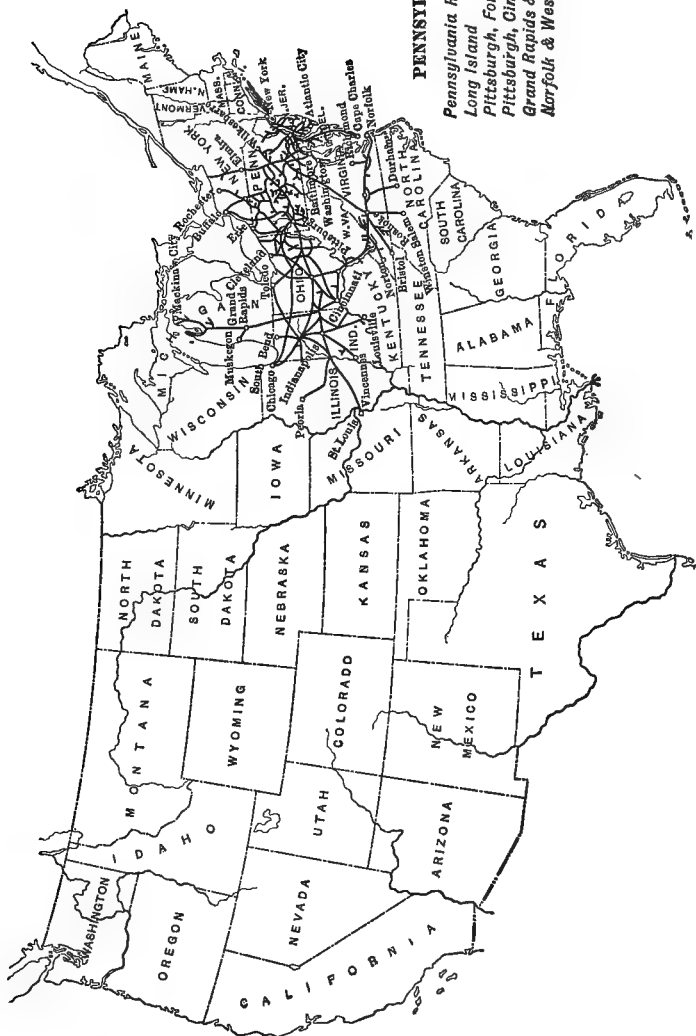 PENNSYL
Pennsylvania R
Long Island
Pittsburgh, For
Pittsburgh, Cin
Grand Rapids &
Norfolk & Wes
WASHINGTON
OREGON
CALIFORNIA
NEVADA
IDAHO
MONTANA
WYOMING
UTAH
ARIZONA
COLORADO
NEW
MEXICO
NORTH
DAKOTA
SOUTH
DAKOTA
NEBRASKA
KANSAS
OKLAHOMA
TEXAS
MINNESOTA
IOWA
MISSOURI
ARKANSAS
LOUISIANA
WISCONSIN
ILLINOIS
MICHIGAN
IND.
OHIO
KENTUCKY
TENNESSEE
MISSISSIPPI
ALABAMA
GEORGIA
FLORIDA
SOUTH
CAROLINA
NORTH
CAROLINA
W.VA.
VIRGINIA
PENN
NEW
YORK
VERMONT
N.HAMP
MAINE
MASS.
CONN.
JER.
DEL.
Mackinaw City
Muskegon
Grand
Rapids
South Bend
Chicago
Peoria
Indianapolis
St. Louis
Vincennes
Louisville
Cincinnati
Toledo
Cleveland
Erie
Buffalo
Rochester
Elmira
Wilkesbarre
New York
Atlantic City
Baltimore
Washington
Pittsburg
Cape Charles
Norfolk
Durham
Roanoke
Winston Salem
Bristol
Norton